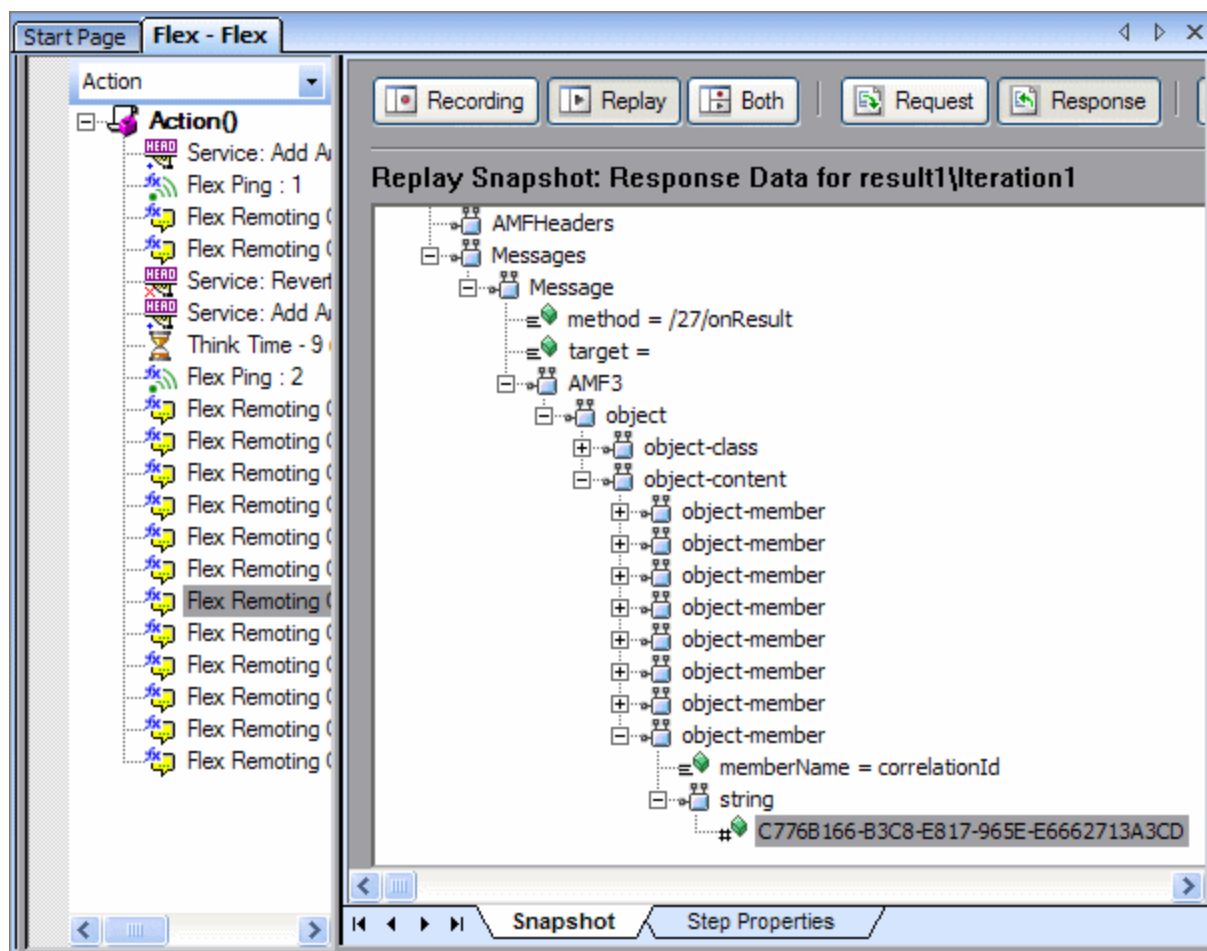 Start Page
Flex - Flex
Action
Action()
HERO Service: Add A
Flex Ping : 1
Flex Remoting
Flex Remoting
HERO Service: Revert
HERO Service: Add A
Think Time - 9
Flex Ping : 2
Flex Remoting
Flex Remoting
Flex Remoting
Flex Remoting
Flex Remoting
Flex Remoting
Flex Remoting
Flex Remoting
Flex Remoting
Flex Remoting
Flex Remoting
Flex Remoting
Recording Replay Both Request Response
Replay Snapshot: Response Data for result1\Iteration1
AMFHeaders
Messages
Message
method = /27/onResult
target =
AMF3
object
object-class
object-content
object-member
object-member
object-member
object-member
object-member
object-member
object-member
object-member
memberName = correlationId
string
C776B166-B3C8-E817-965E-E6662713A3CD
Snapshot Step Properties